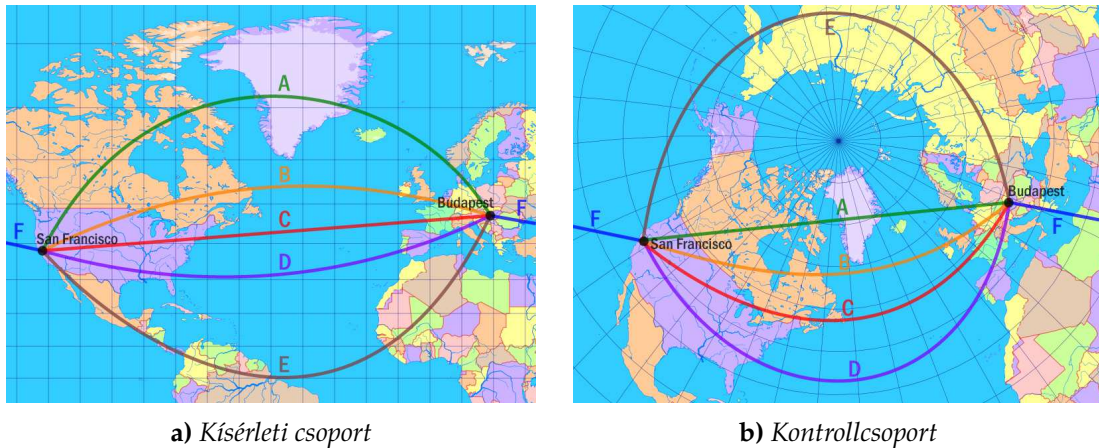 A
B
C
D
E
F
F
San Francisco
Budapest
a) Kísérleti csoport
E
A
B
C
D
F
F
San Francisco
Budapest
b) Kontrollcsoport